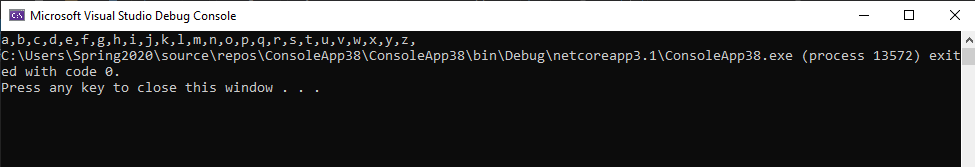 Microsoft Visual Studio Debug Console
a,b,c,d,e,f,g,h,i,j,k,l,m,n,o,p,q,r,s,t,u,v,w,x,y,z,
C:\Users\Spring2020\source\repos\ConsoleApp38\ConsoleApp38\bin\Debug\netcoreapp3.1\ConsoleApp38.exe (process 13572) exit
ed with code 0.
Press any key to close this window . . .